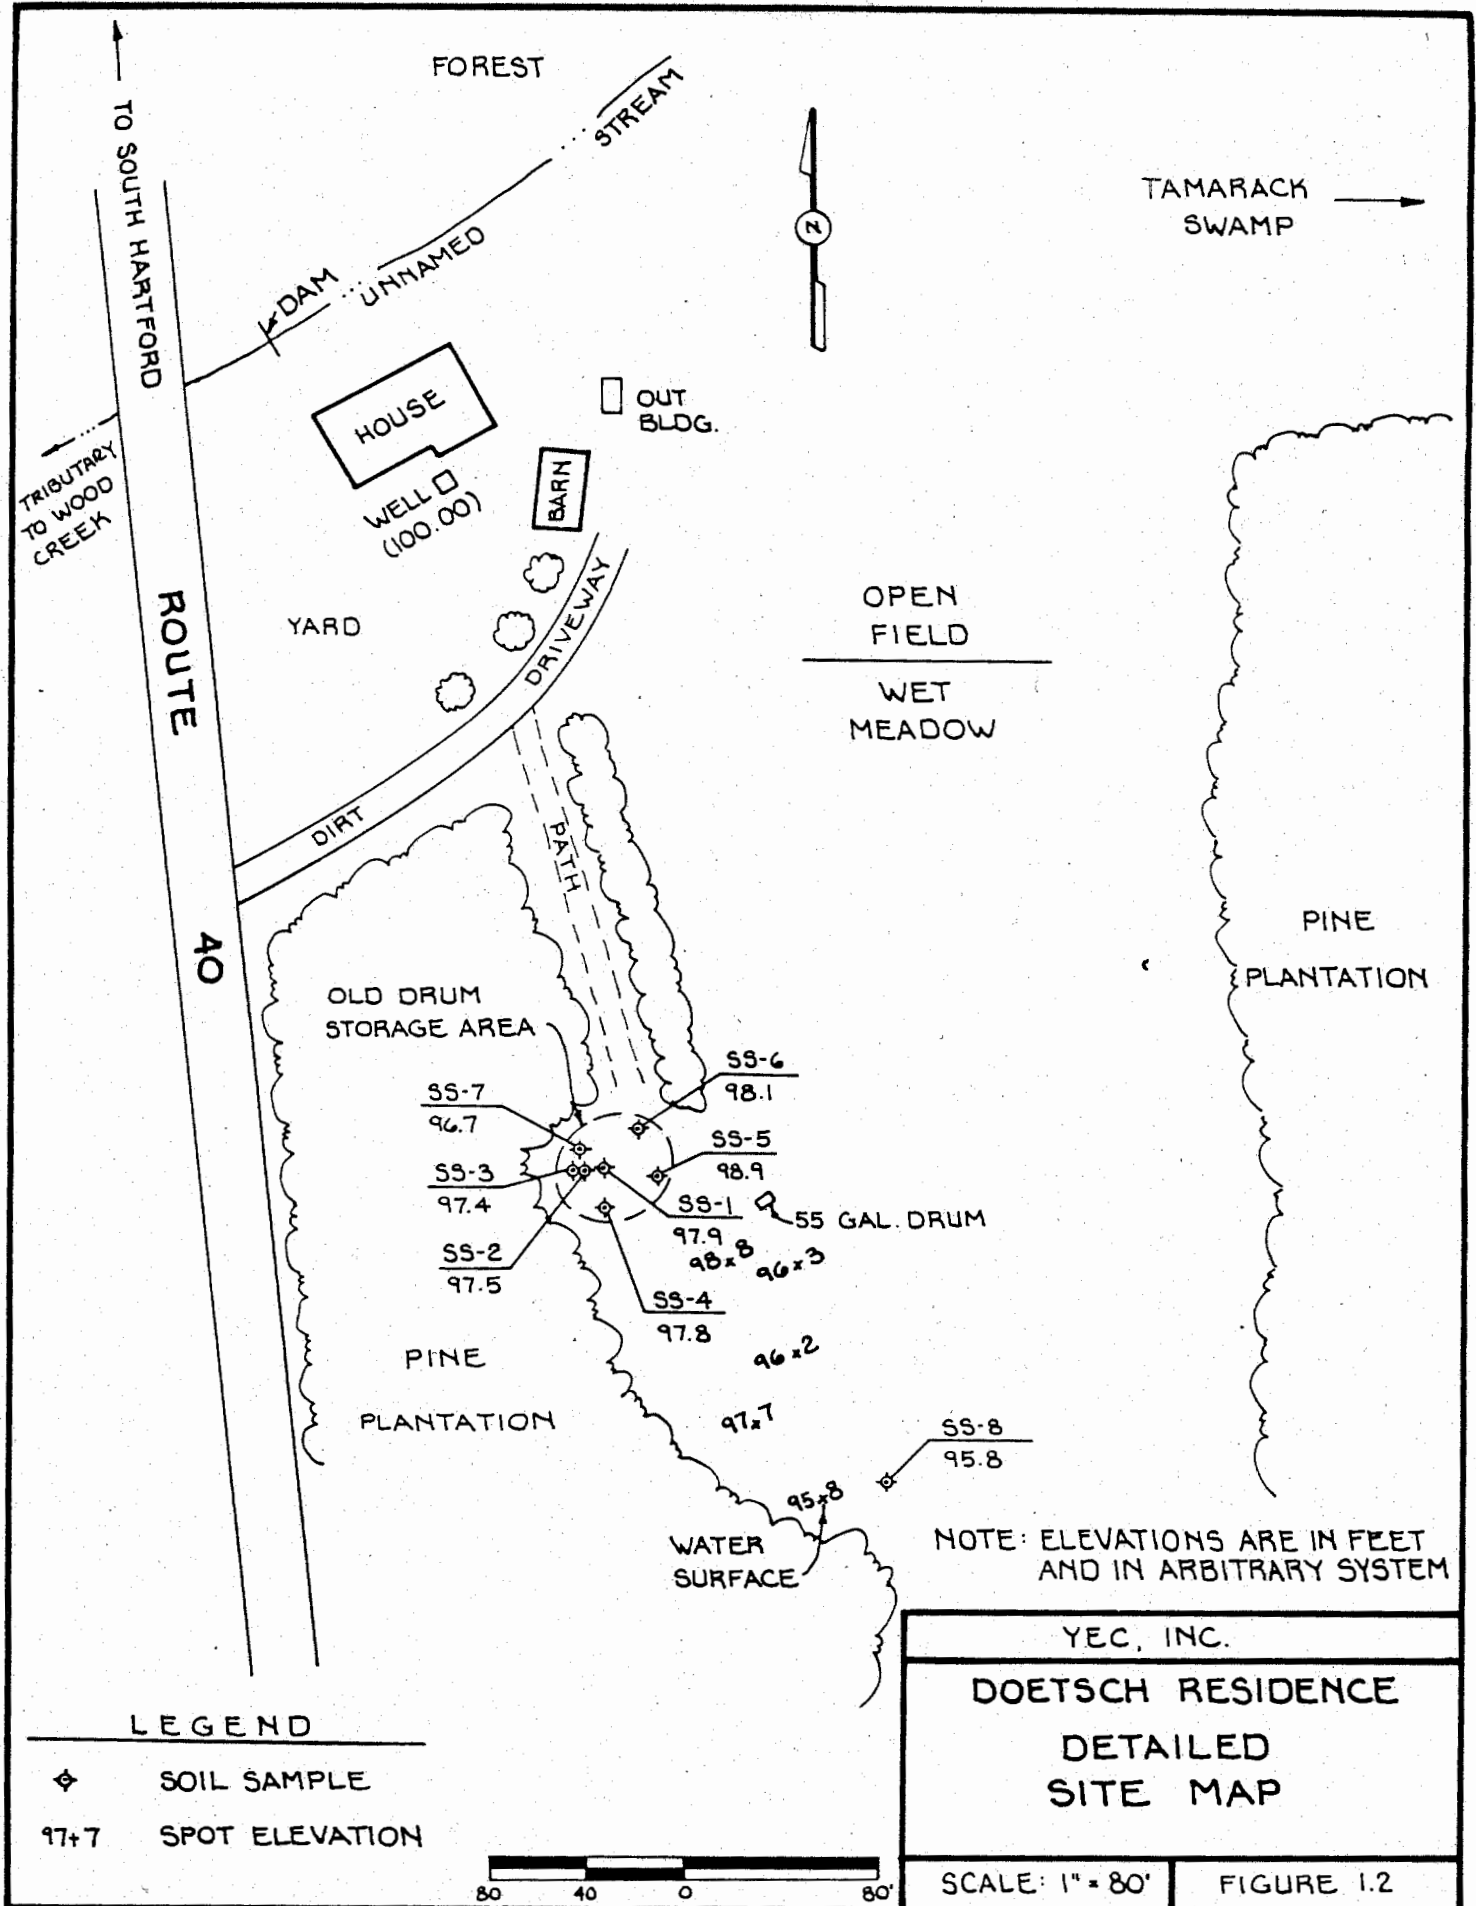 FOREST
TO SOUTH HARTFORD
STREAM
UNNAMED
DAM
TAMARACK
SWAMP
N
HOUSE
OUT
BLDG.
BARN
WELL
(100.00)
TRIBUTARY
TO WOOD
CREEK
ROUTE
40
YARD
DRIVEWAY
DIRT
OPEN
FIELD
WET
MEADOW
PATH
PINE
PLANTATION
OLD DRUM
STORAGE AREA
SS-6
98.1
SS-7
96.7
SS-5
98.9
SS-3
97.4
SS-1
97.9
55 GAL. DRUM
98x8
96x3
SS-2
97.5
SS-4
97.8
96x2
PINE
PLANTATION
97x7
SS-8
95.8
95x8
WATER
SURFACE
NOTE: ELEVATIONS ARE IN FEET
AND IN ARBITRARY SYSTEM
YEC, INC.
DOETSCH RESIDENCE
DETAILED
SITE MAP
SCALE: 1" = 80'
FIGURE 1.2
LEGEND
SOIL SAMPLE
97+7 SPOT ELEVATION
80 40 0 80'